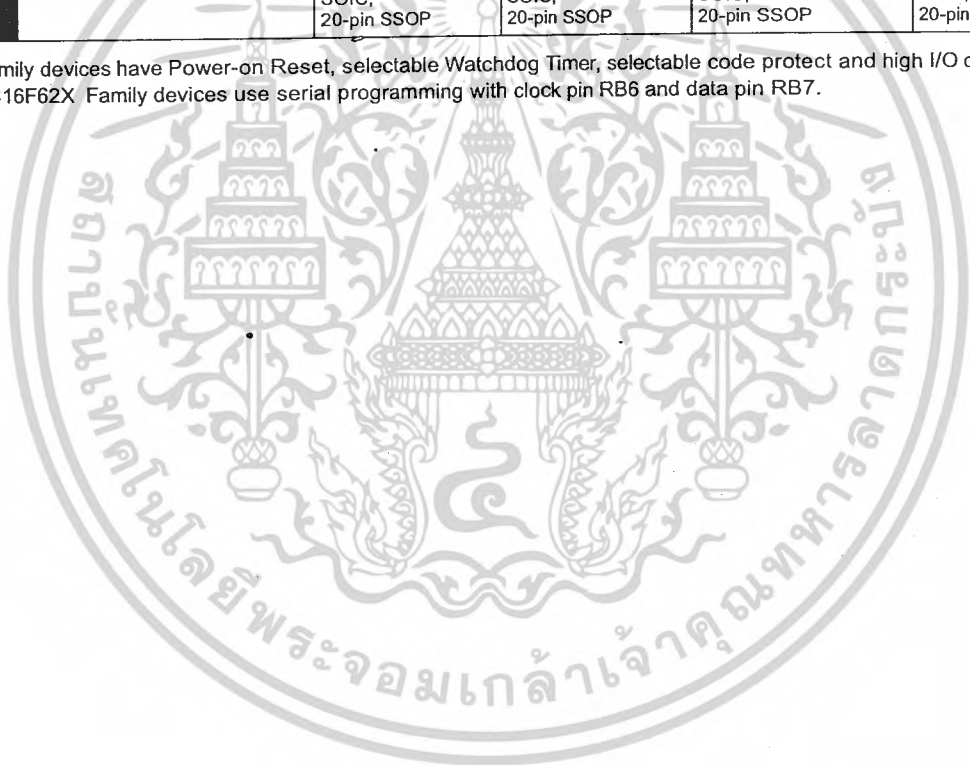 20-pin SSOP 20-pin SSOP 20-pin SSOP 20-pin
mily devices have Power-on Reset, selectable Watchdog Timer, selectable code protect and high I/O c
16F62X Family devices use serial programming with clock pin RB6 and data pin RB7.
สถาบันเทคโนโลยีพระจอมเกล้าเจ้าคุณทหารลาดกระบัง